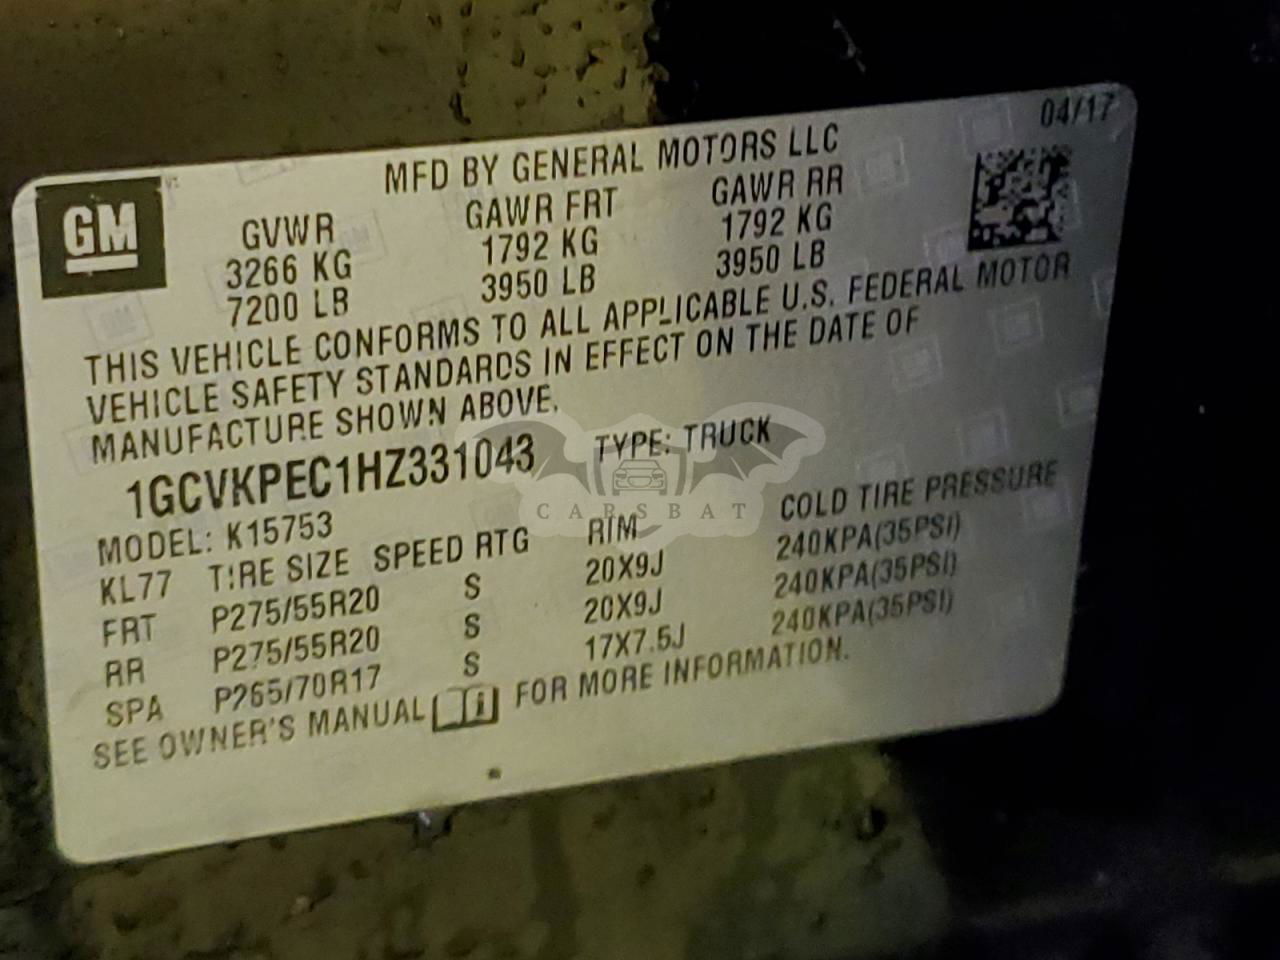 04/17
MFD BY GENERAL MOTORS LLC
GM
GVWR GAWR FRT GAWR RR
3266 KG 1792 KG 1792 KG
7200 LB 3950 LB 3950 LB
THIS VEHICLE CONFORMS TO ALL APPLICABLE U.S. FEDERAL MOTOR
VEHICLE SAFETY STANDARDS IN EFFECT ON THE DATE OF
MANUFACTURE SHOWN ABOVE.
1GCVKPEC1HZ331043 TYPE: TRUCK
CARSBAT
MODEL: K15753
KL77 TIRE SIZE SPEED RTG RIM COLD TIRE PRESSURE
FRT P275/55R20 S 20X9J 240KPA(35PSI)
RR P275/55R20 S 20X9J 240KPA(35PSI)
SPA P265/70R17 S 17X7.5J 240KPA(35PSI)
SEE OWNER'S MANUAL FOR MORE INFORMATION.